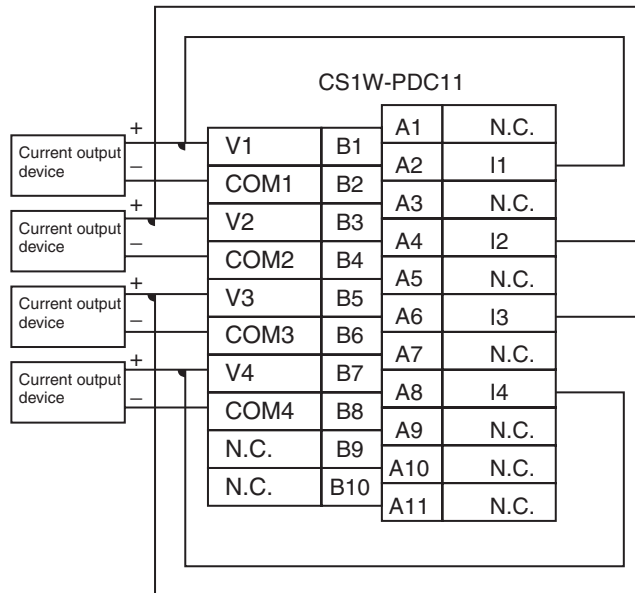 CS1W-PDC11
+
Current output
device
–
+
Current output
device
–
+
Current output
device
–
+
Current output
device
–
V1 B1
COM1 B2
V2 B3
COM2 B4
V3 B5
COM3 B6
V4 B7
COM4 B8
N.C. B9
N.C. B10
A1 N.C.
A2 I1
A3 N.C.
A4 I2
A5 N.C.
A6 I3
A7 N.C.
A8 I4
A9 N.C.
A10 N.C.
A11 N.C.